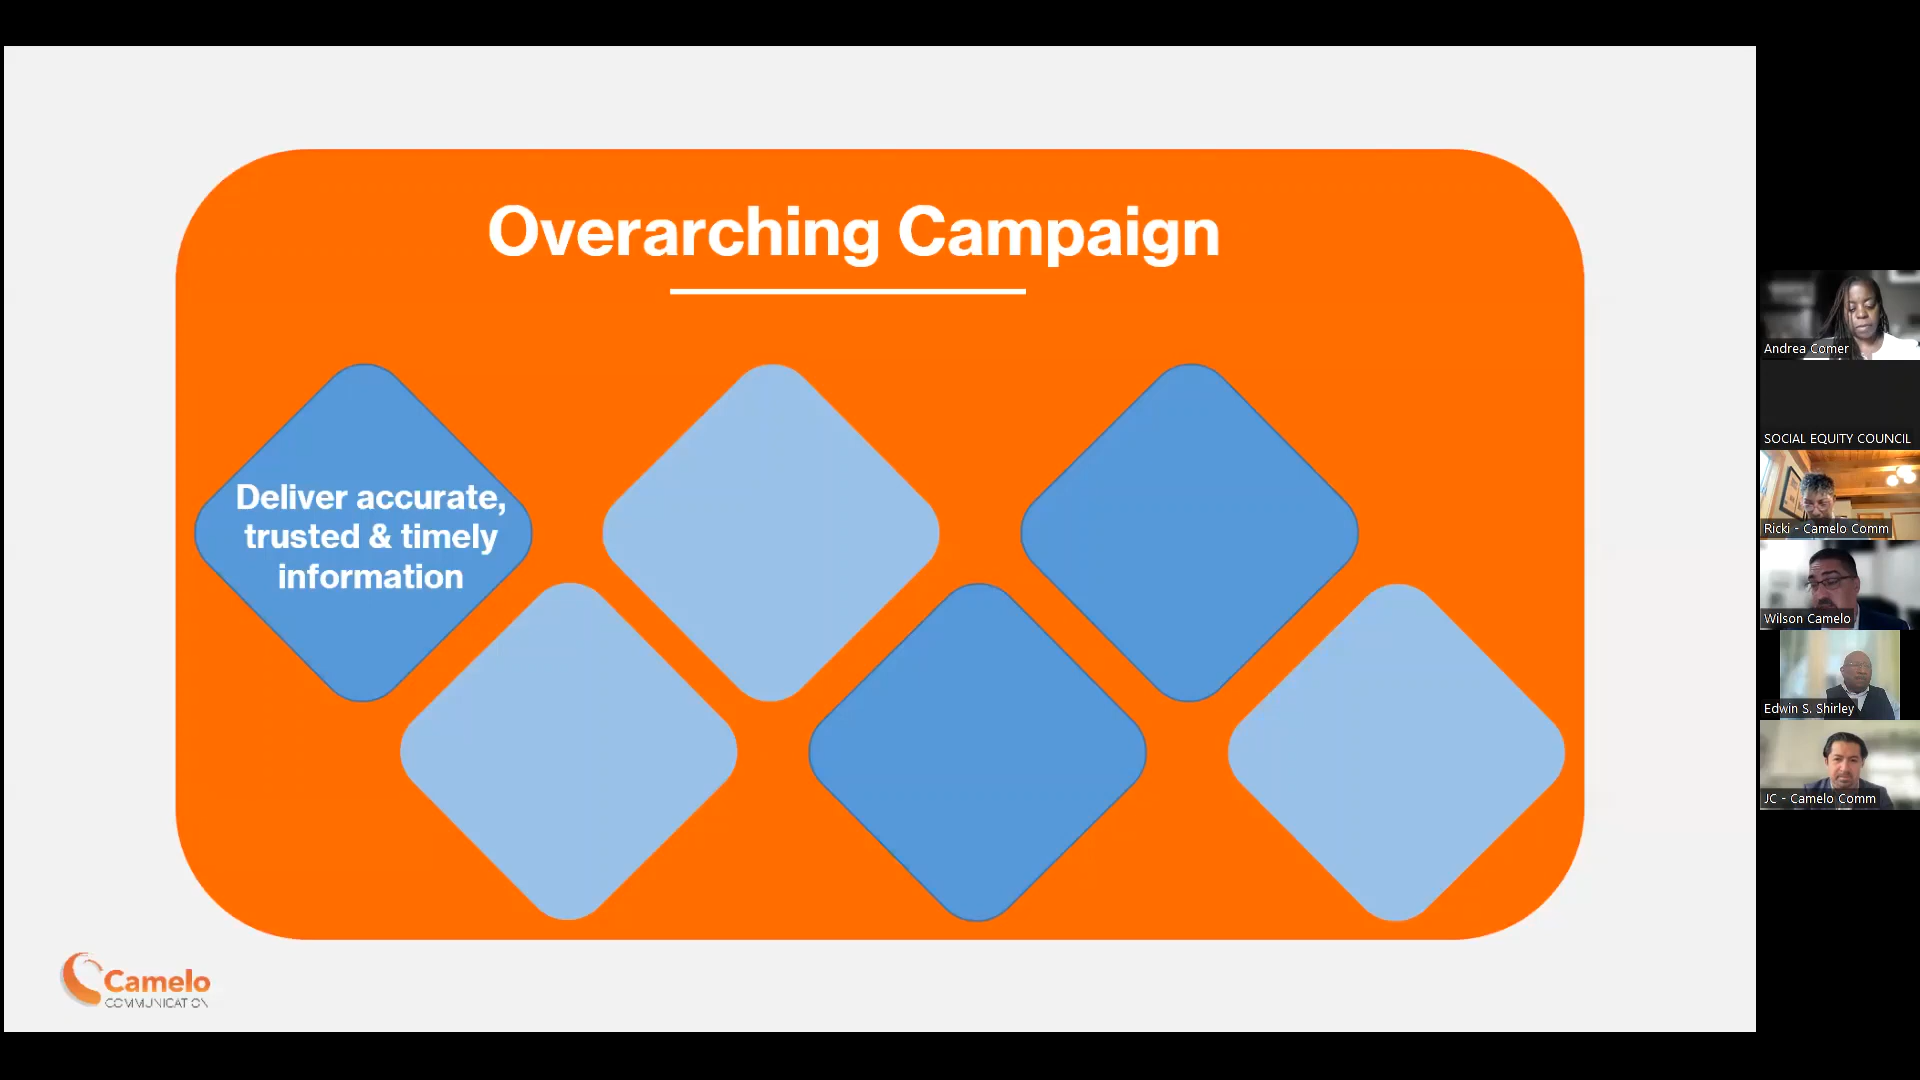 Overarching Campaign
Deliver accurate,
trusted & timely
information
Camelo
COMMUNICATION
Andrea Comer
SOCIAL EQUITY COUNCIL
Ricki - Camelo Comm
Wilson Camelo
Edwin S. Shirley
JC - Camelo Comm